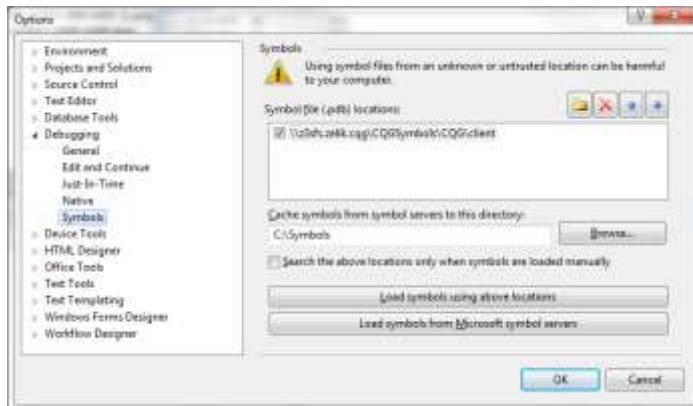 Options
Environment
Projects and Solutions
Source Control
Text Editor
Database Tools
Debugging
General
Edit and Continue
Just-In-Time
Native
Symbols
Device Tools
HTML Designer
Office Tools
Test Tools
Text Templating
Windows Forms Designer
Workflow Designer
Symbols
Using symbol files from an unknown or untrusted location can be harmful
to your computer.
Symbol file (.pdb) locations:
Cache symbols from symbol servers to this directory:
C:\Symbols
Browse...
Search the above locations only when symbols are loaded manually
Load symbols using above locations
Load symbols from Microsoft symbol servers
OK
Cancel